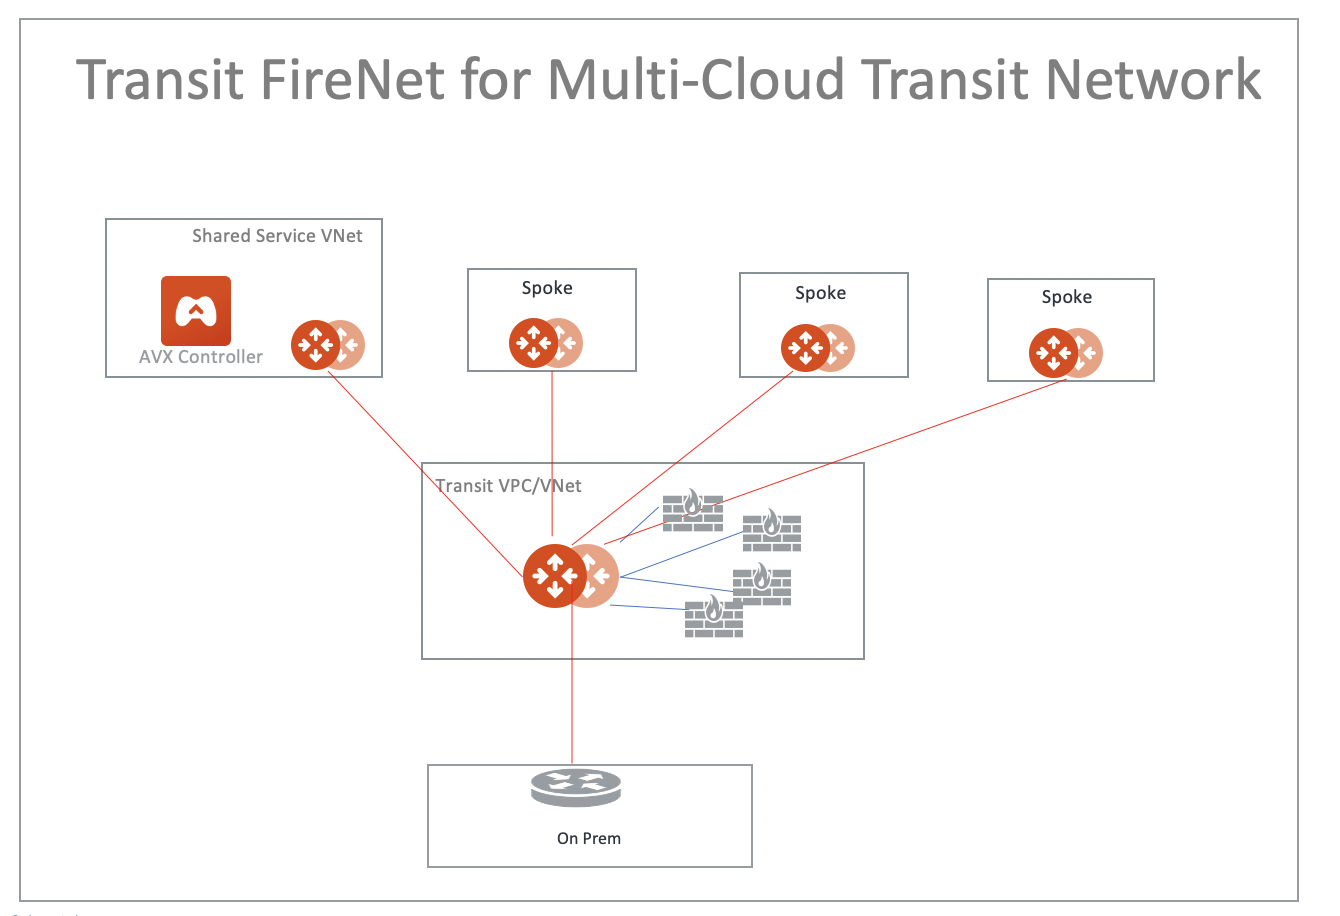 Transit FireNet for Multi-Cloud Transit Network
Shared Service VNet
AVX Controller
Spoke
Spoke
Spoke
Transit VPC/VNet
On Prem